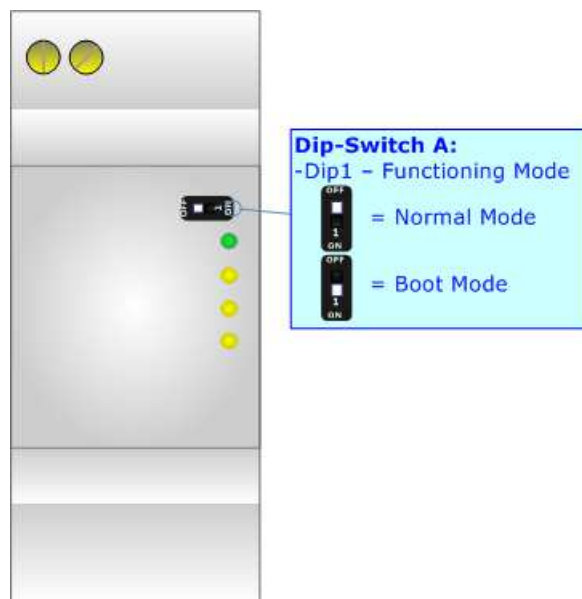 Dip-Switch A:
-Dip1 – Functioning Mode
OFF
1
ON
= Normal Mode
OFF
1
ON
= Boot Mode
OFF
1
ON